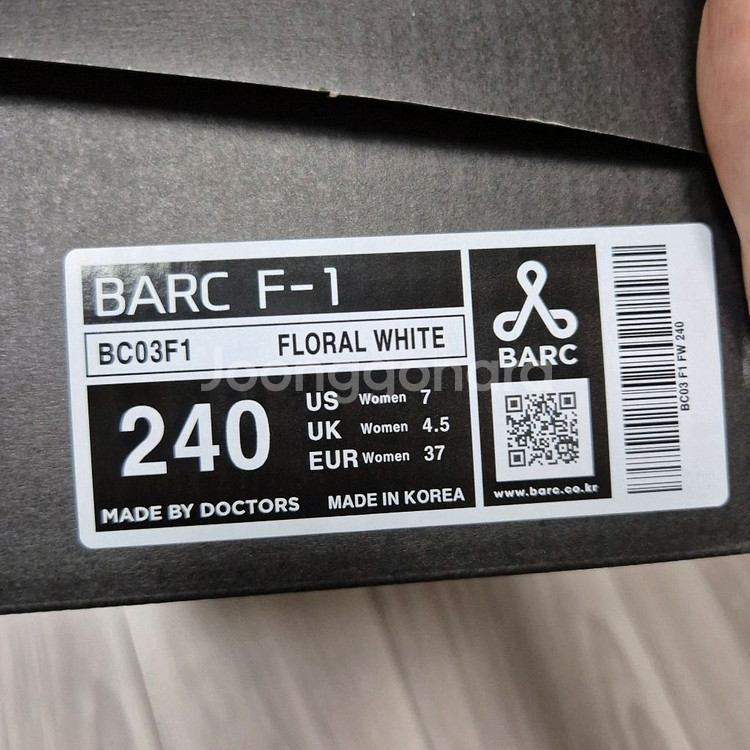 BARC F-1
BC03F1 FLORAL WHITE
240
US Women 7
UK Women 4.5
EUR Women 37
MADE BY DOCTORS MADE IN KOREA
BARC
www.barc.co.kr
BC03 F1 FW 240
Joonggonara